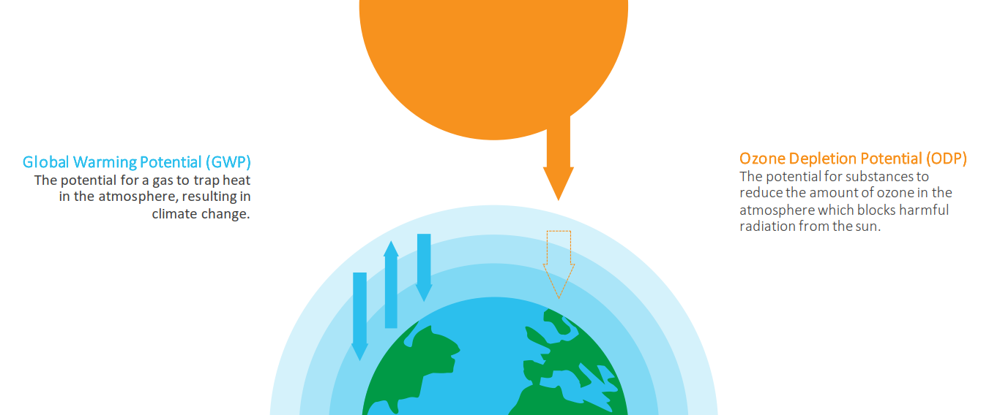 Global Warming Potential (GWP)
The potential for a gas to trap heat
in the atmosphere, resulting in
climate change.
Ozone Depletion Potential (ODP)
The potential for substances to
reduce the amount of ozone in the
atmosphere which blocks harmful
radiation from the sun.